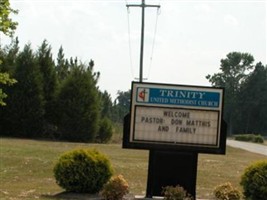 TRINITY
UNITED METHODIST CHURCH
WELCOME
PASTOR DON MATTHIS
AND FAMILY